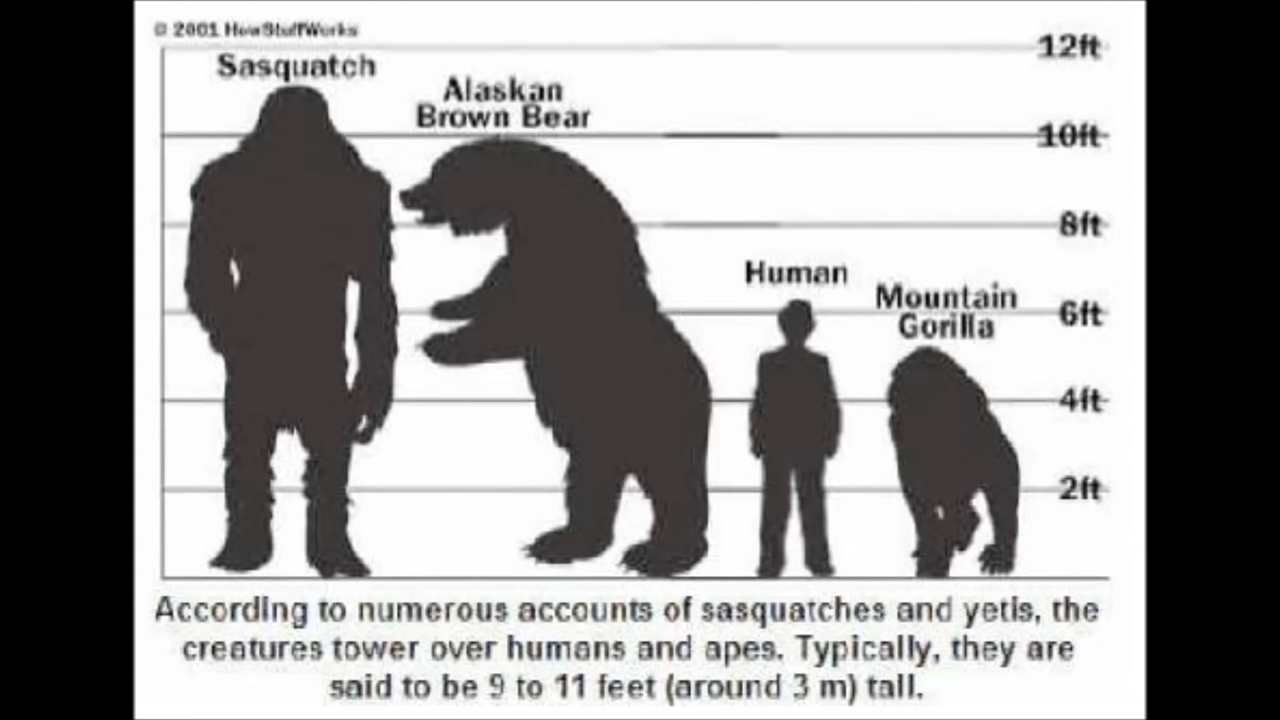 © 2001 HowStuffWorks
12ft
Sasquatch
Alaskan
Brown Bear
10ft
8ft
Human
Mountain
Gorilla
6ft
4ft
2ft
According to numerous accounts of sasquatches and yetis, the
creatures tower over humans and apes. Typically, they are
said to be 9 to 11 feet (around 3 m) tall.